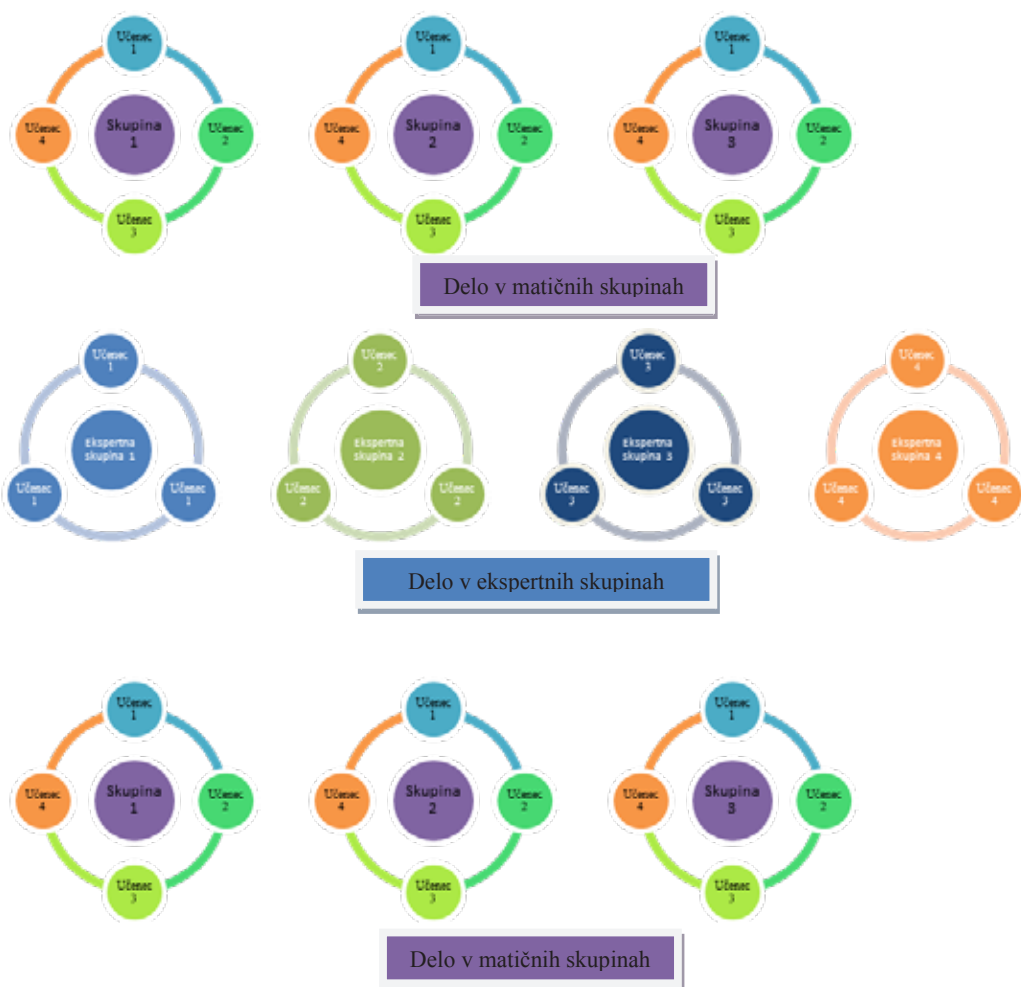 Učenec
1
Učenec
1
Učenec
1
Učenec
4
Skupina
1
Učenec
2
Učenec
4
Skupina
2
Učenec
2
Učenec
4
Skupina
3
Učenec
2
Učenec
3
Učenec
3
Učenec
3
Delo v matičnih skupinah
Učenec
1
Učenec
2
Učenec
3
Učenec
4
Ekspertna
skupina 1
Ekspertna
skupina 2
Ekspertna
skupina 3
Ekspertna
skupina 4
Učenec
1
Učenec
1
Učenec
2
Učenec
2
Učenec
3
Učenec
3
Učenec
4
Učenec
4
Delo v ekspertnih skupinah
Učenec
1
Učenec
1
Učenec
1
Učenec
4
Skupina
1
Učenec
2
Učenec
4
Skupina
2
Učenec
2
Učenec
4
Skupina
3
Učenec
2
Učenec
3
Učenec
3
Učenec
3
Delo v matičnih skupinah